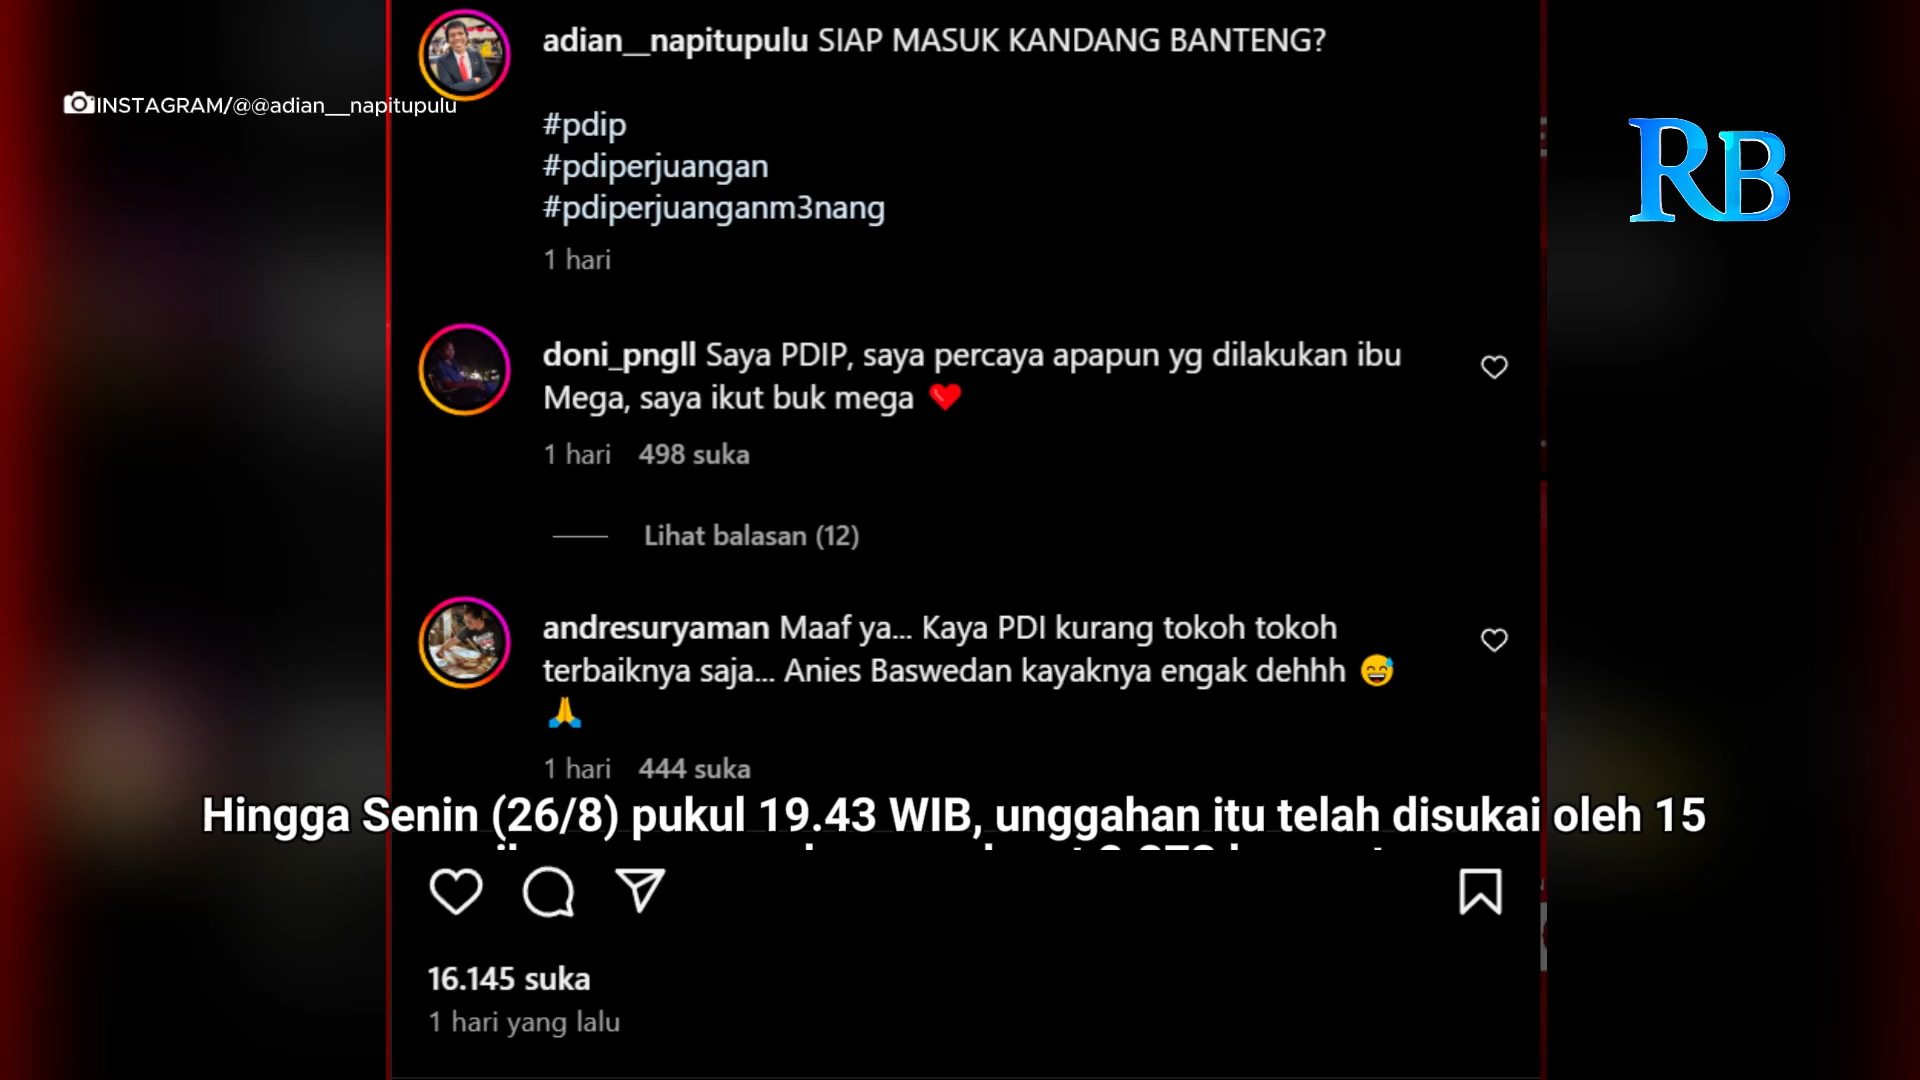 adian__napitupulu SIAP MASUK KANDANG BANTENG?
INSTAGRAM/@@adian__napitupulu
RB
#pdip
#pdiperjuangan
#pdiperjuanganm3nang
1 hari
doni_pngll Saya PDIP, saya percaya apapun yg dilakukan ibu
Mega, saya ikut buk mega ❤️
1 hari 498 suka
Lihat balasan (12)
andresuryaman Maaf ya... Kaya PDI kurang tokoh tokoh
terbaiknya saja... Anies Baswedan kayaknya engak dehhh 😅
🙏
1 hari 444 suka
Hingga Senin (26/8) pukul 19.43 WIB, unggahan itu telah disukai oleh 15
16.145 suka
1 hari yang lalu